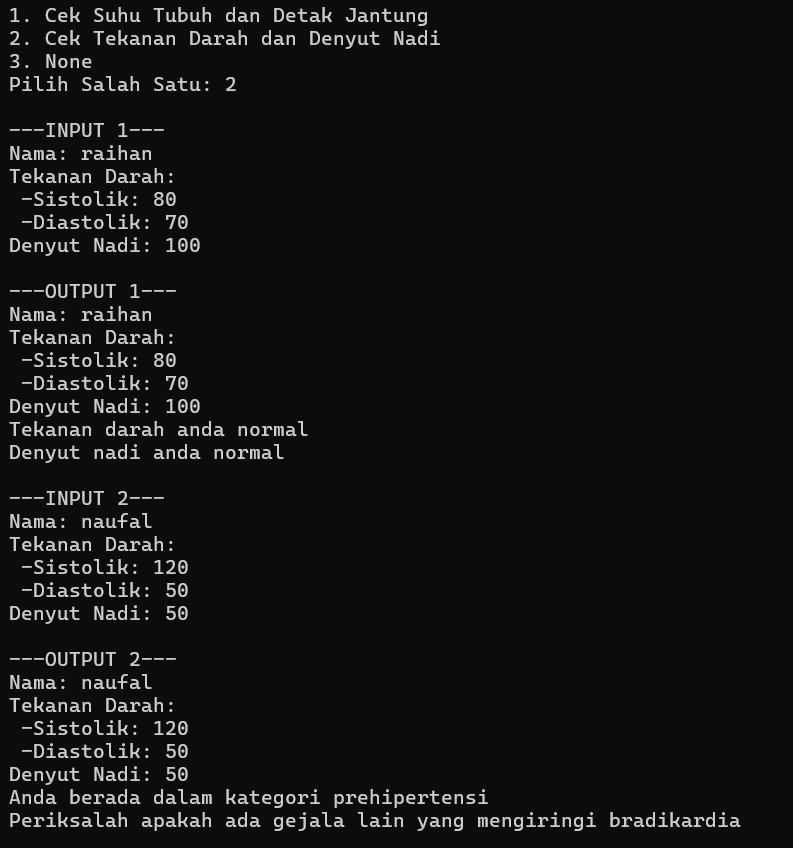 1. Cek Suhu Tubuh dan Detak Jantung
2. Cek Tekanan Darah dan Denyut Nadi
3. None
Pilih Salah Satu: 2
---INPUT 1---
Nama: raihan
Tekanan Darah:
 -Sistolik: 80
 -Diastolik: 70
Denyut Nadi: 100
---OUTPUT 1---
Nama: raihan
Tekanan Darah:
 -Sistolik: 80
 -Diastolik: 70
Denyut Nadi: 100
Tekanan darah anda normal
Denyut nadi anda normal
---INPUT 2---
Nama: naufal
Tekanan Darah:
 -Sistolik: 120
 -Diastolik: 50
Denyut Nadi: 50
---OUTPUT 2---
Nama: naufal
Tekanan Darah:
 -Sistolik: 120
 -Diastolik: 50
Denyut Nadi: 50
Anda berada dalam kategori prehipertensi
Periksalah apakah ada gejala lain yang mengiringi bradikardia